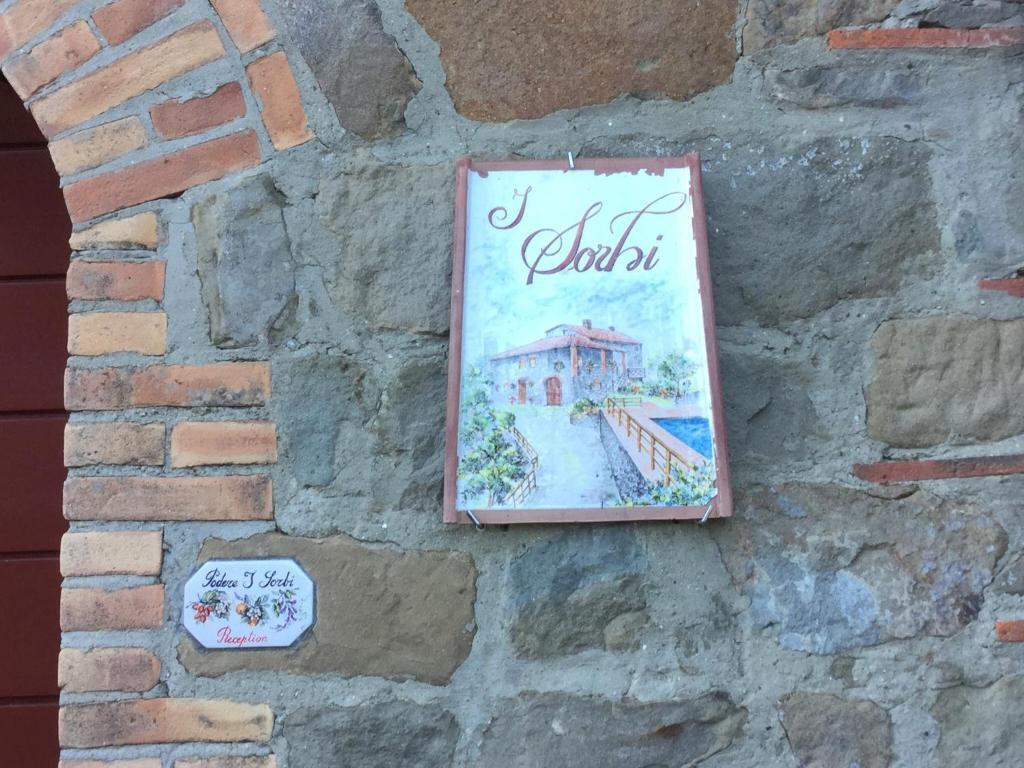 I
Sorbi
Podere I Sorbi
Reception